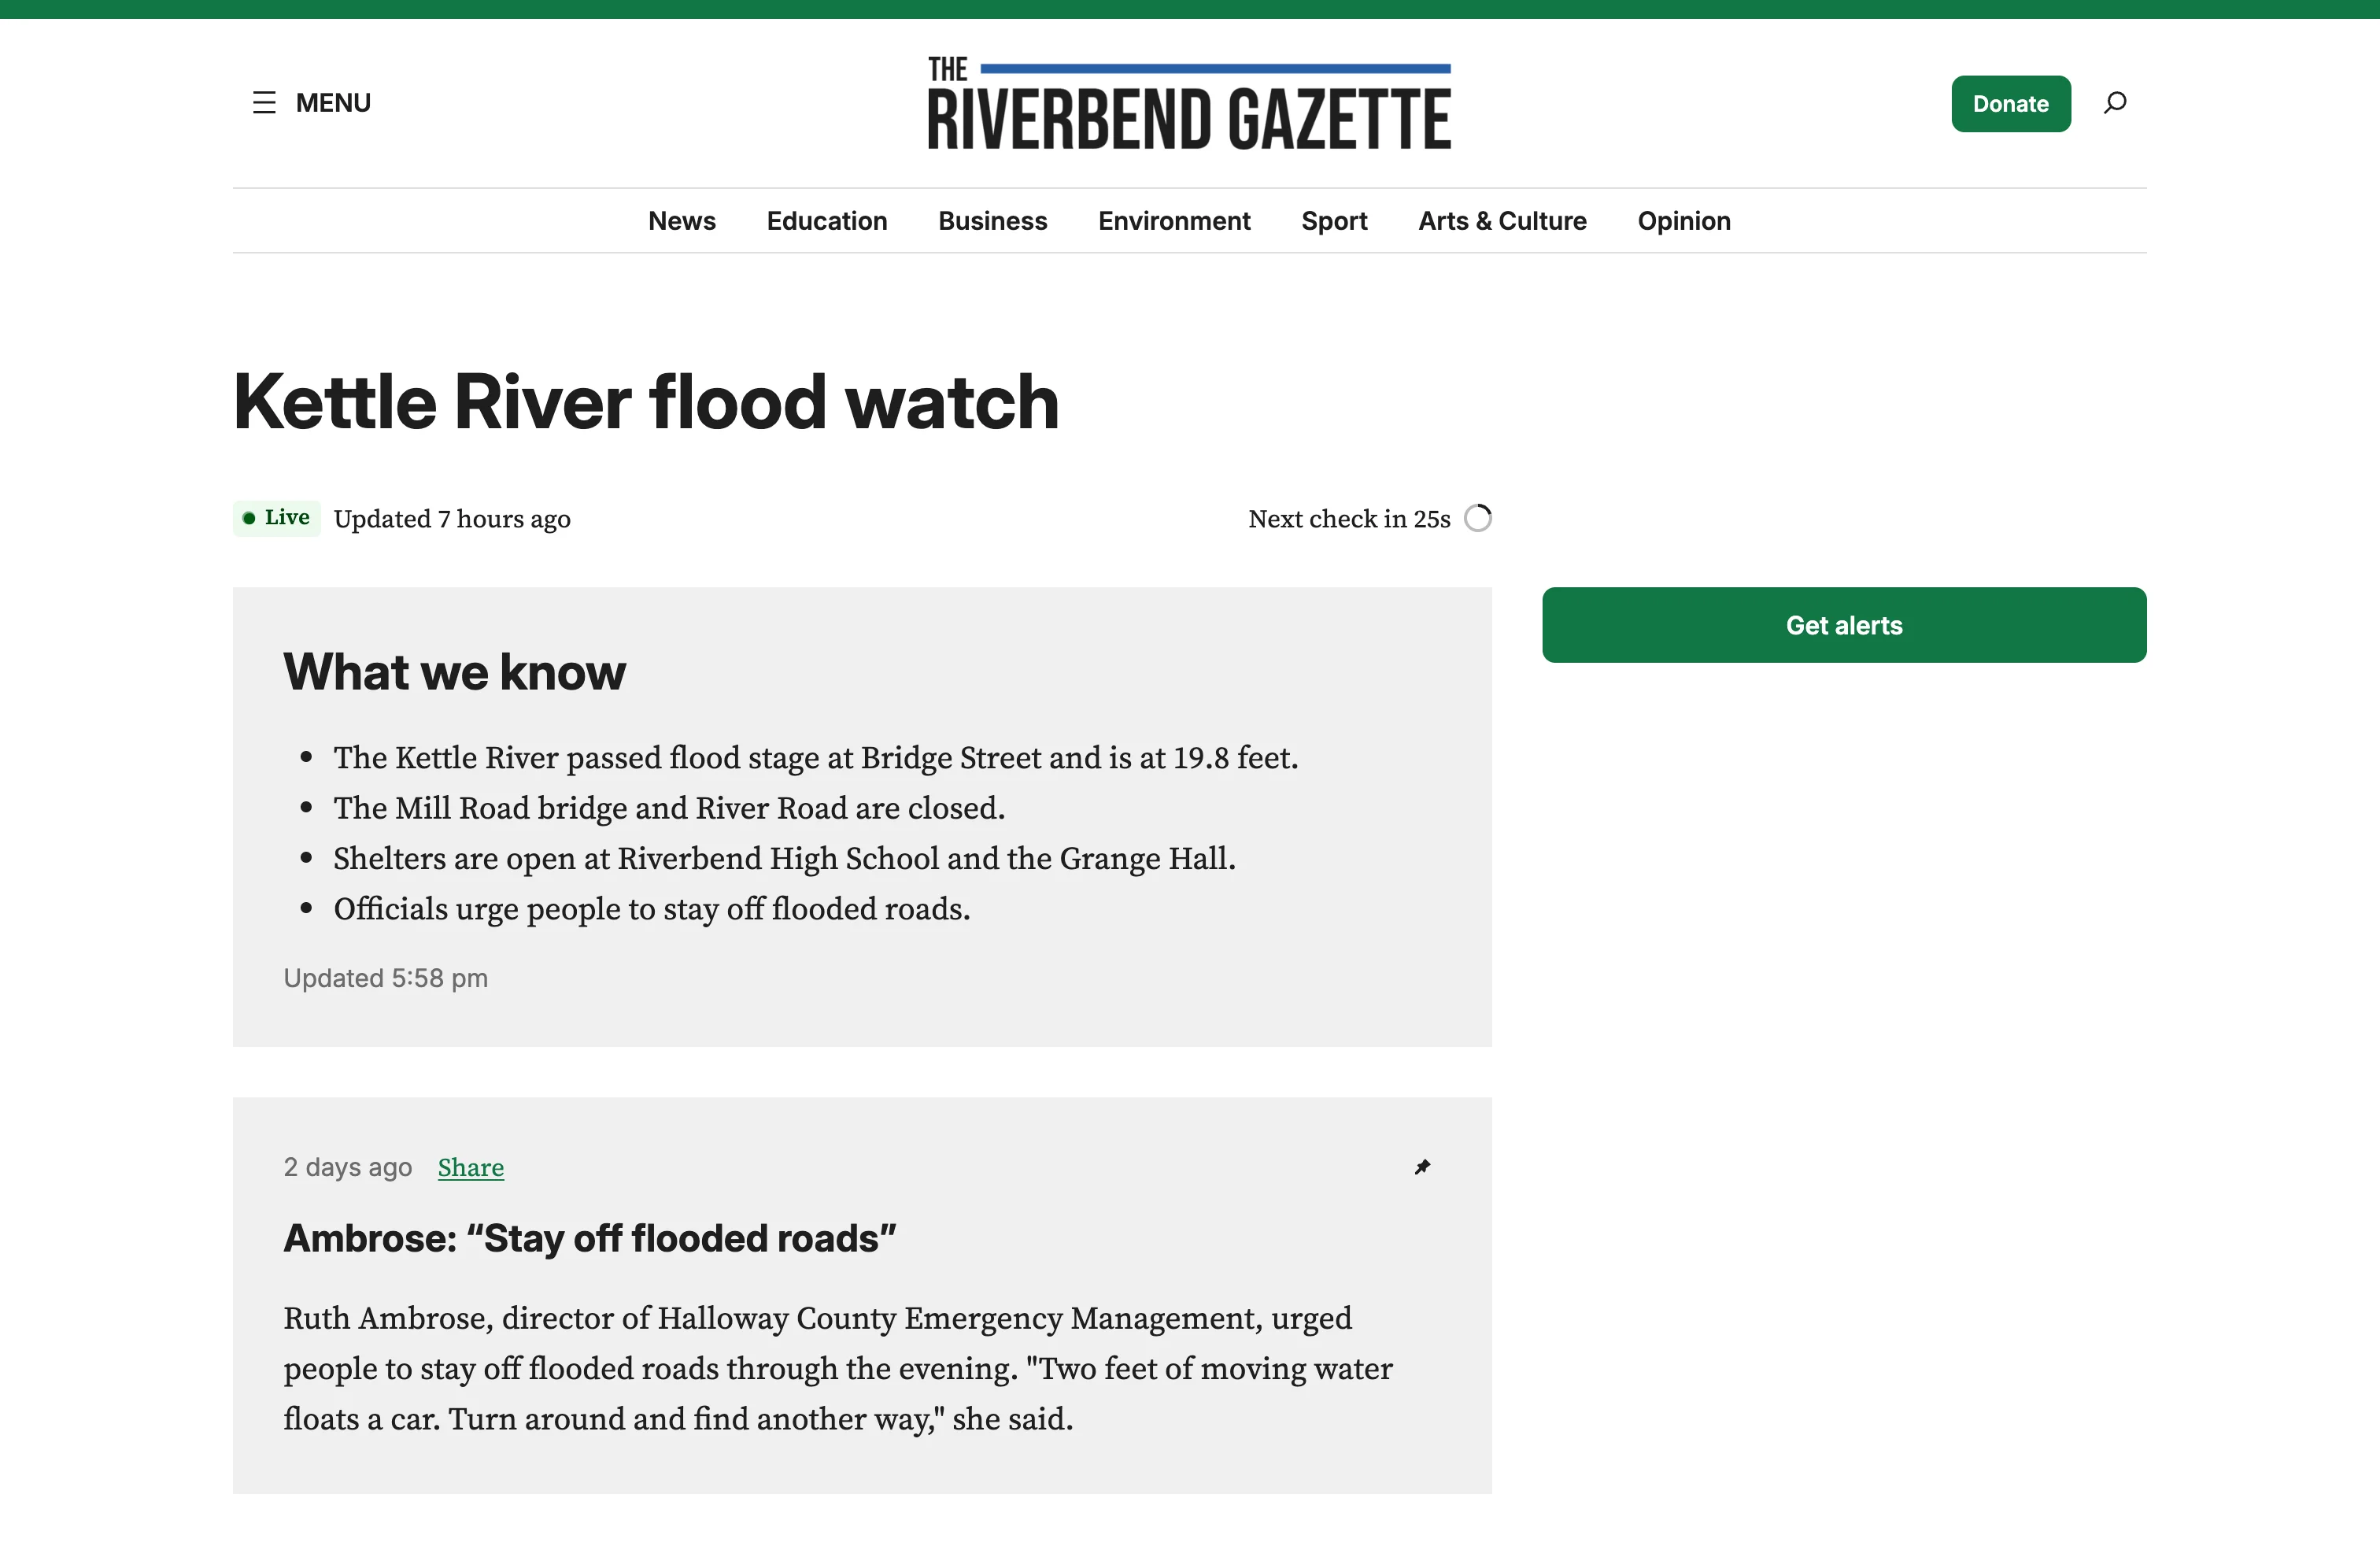 MENU
THE
RIVERBEND GAZETTE
Donate
News Education Business Environment Sport Arts & Culture Opinion
Kettle River flood watch
Live Updated 7 hours ago
Next check in 25s
What we know
• The Kettle River passed flood stage at Bridge Street and is at 19.8 feet.
• The Mill Road bridge and River Road are closed.
• Shelters are open at Riverbend High School and the Grange Hall.
• Officials urge people to stay off flooded roads.
Updated 5:58 pm
Get alerts
2 days ago Share
Ambrose: “Stay off flooded roads”
Ruth Ambrose, director of Halloway County Emergency Management, urged
people to stay off flooded roads through the evening. "Two feet of moving water
floats a car. Turn around and find another way," she said.